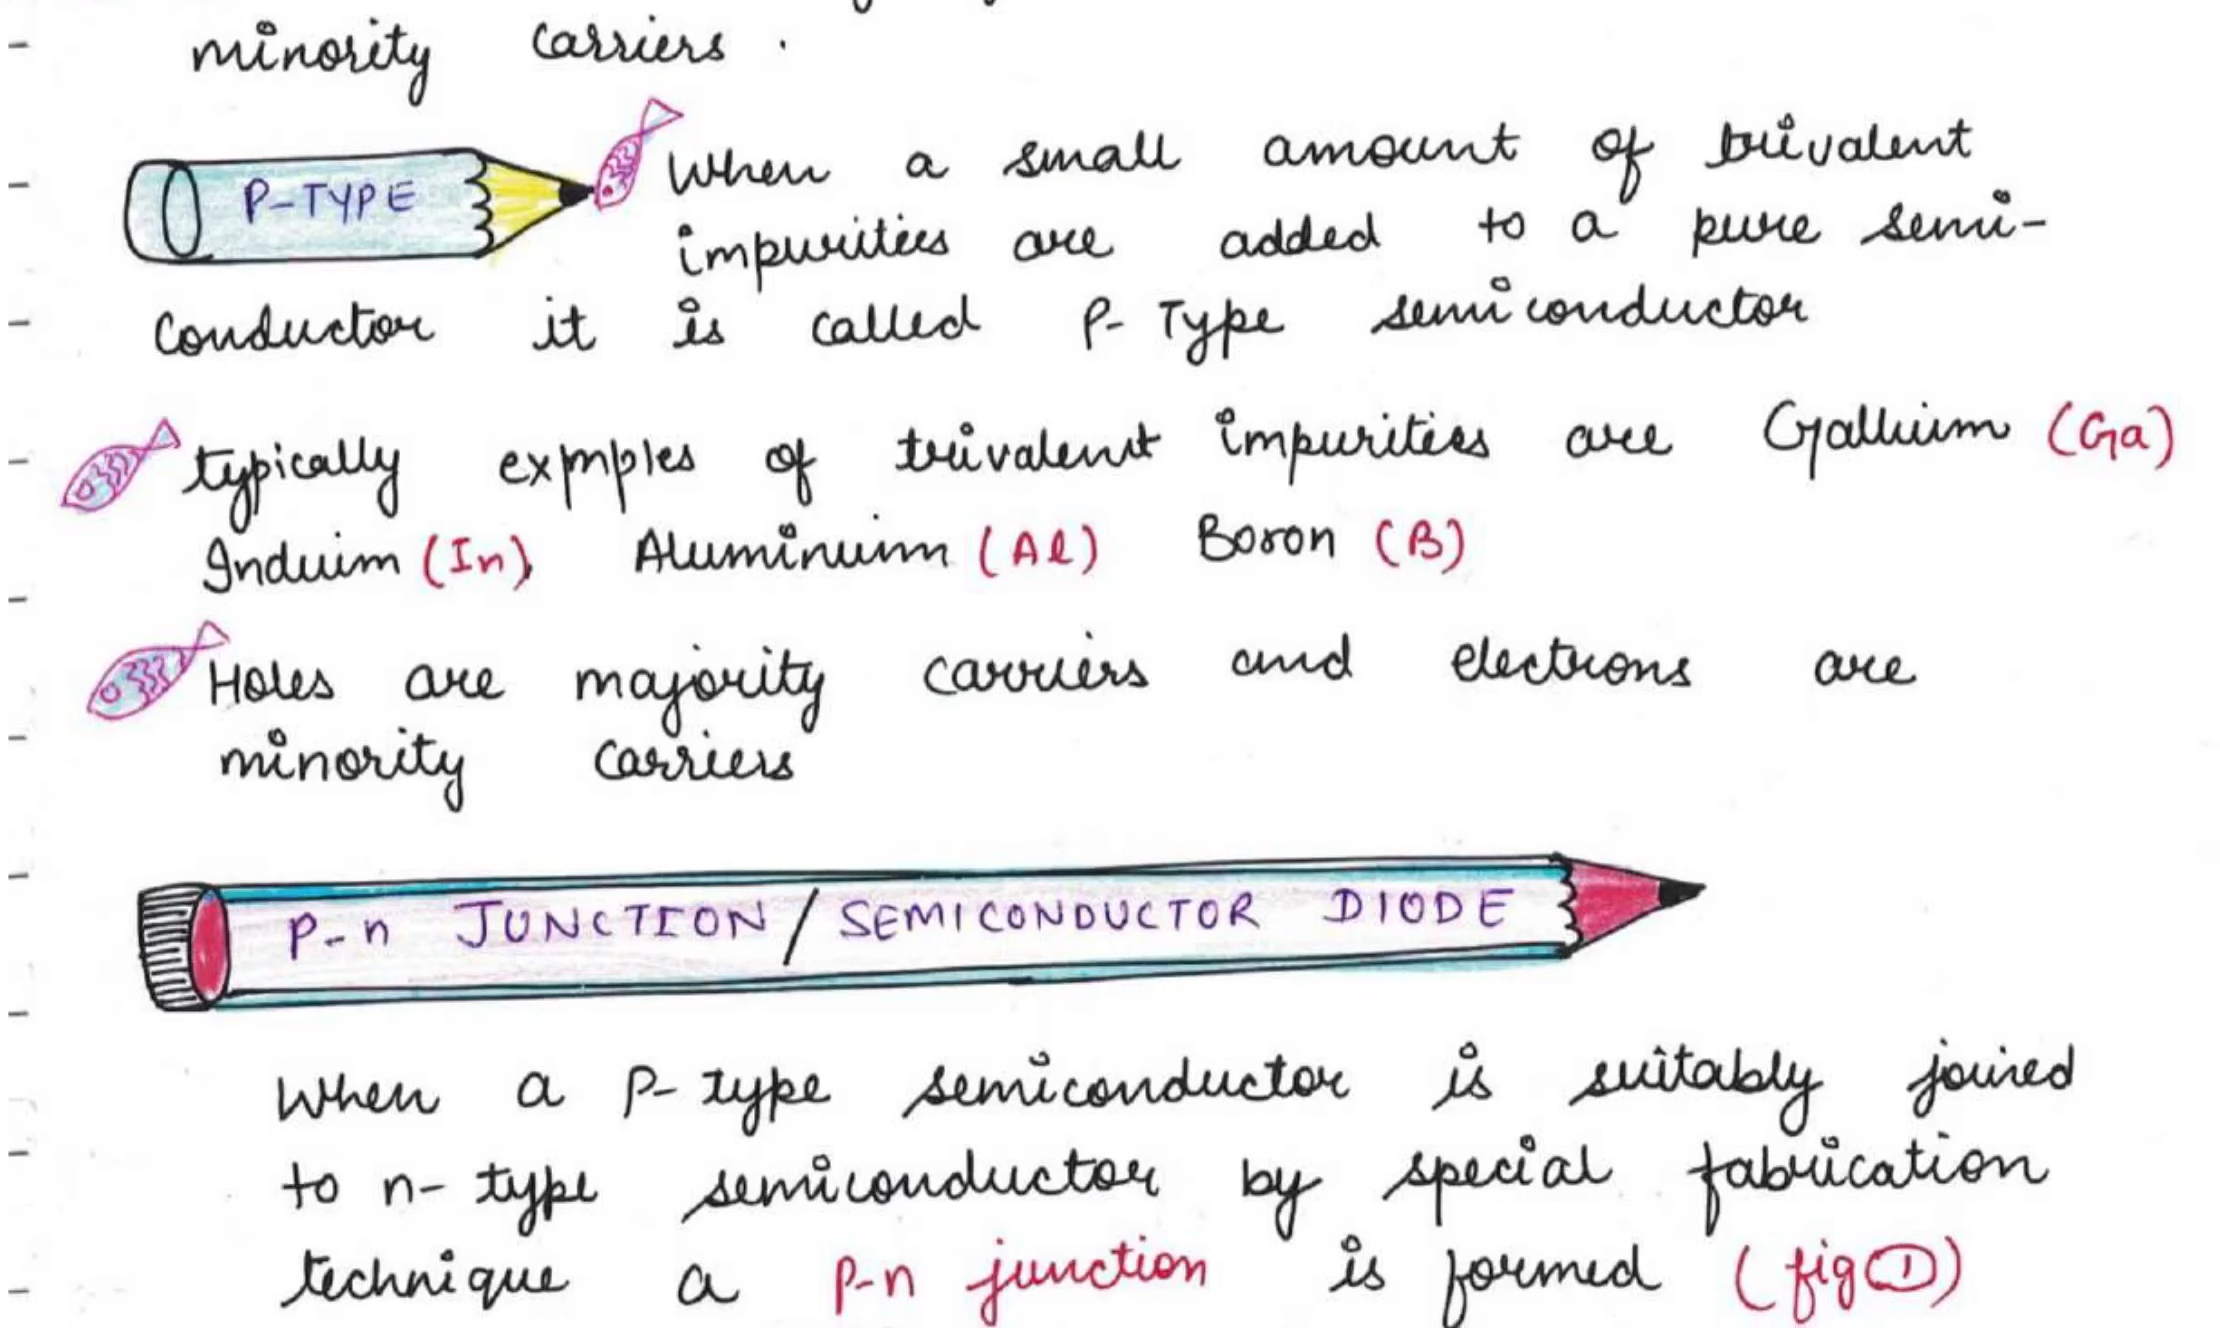 minority carriers.
P-TYPE When a small amount of trivalent
impurities are added to a pure semi-
conductor it is called P-Type semiconductor
typically exmples of trivalent impurities are Gallium (Ga)
Induim (In), Aluminuim (Al) Boron (B)
Holes are majority carriers and electrons are
minority carriers
P-n JUNCTION/SEMICONDUCTOR DIODE
When a P-type semiconductor is suitably joined
to n-type semiconductor by special fabrication
technique a P-n junction is formed (fig ①)